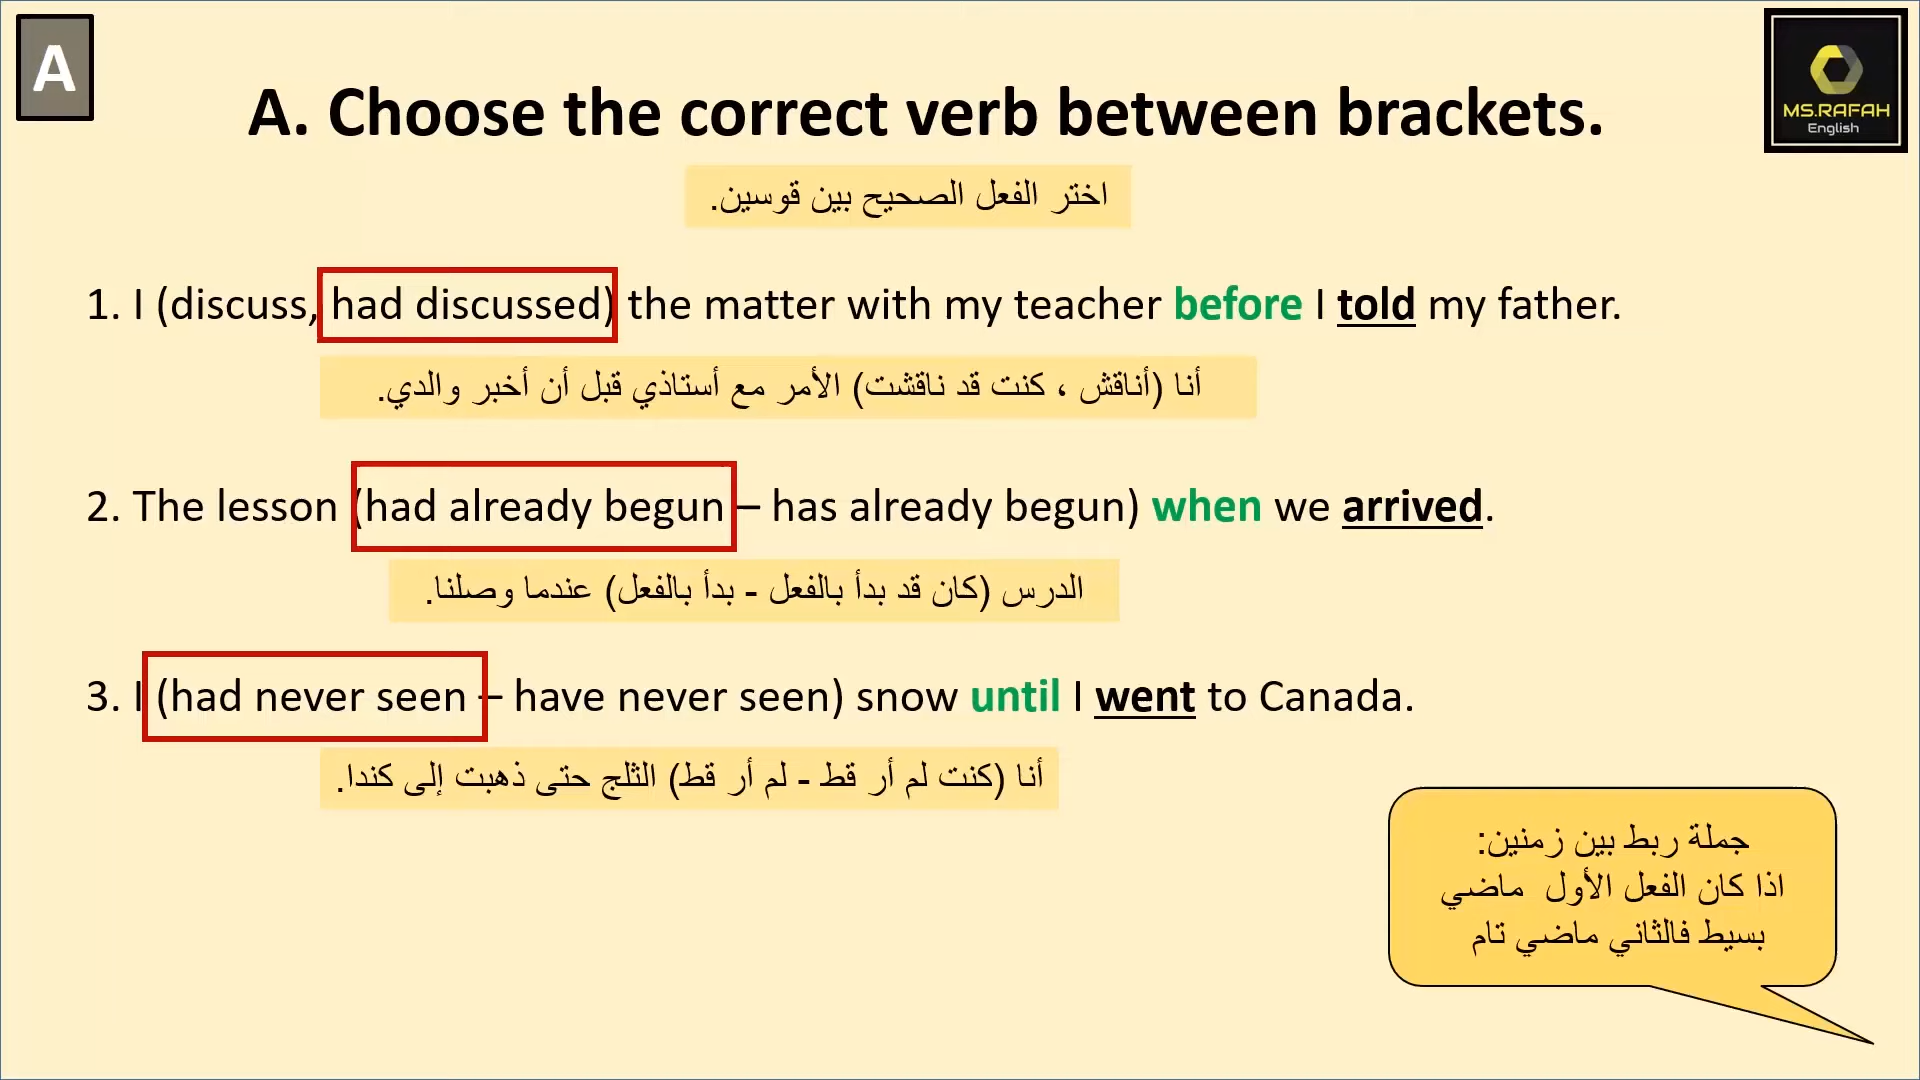 A
MS.RAFAH
English
A. Choose the correct verb between brackets.
اختر الفعل الصحيح بين قوسين.
1. I (discuss, had discussed) the matter with my teacher before I told my father.
أنا (أناقش ، كنت قد ناقشت) الأمر مع أستاذي قبل أن أخبر والدي.
2. The lesson (had already begun – has already begun) when we arrived.
الدرس (كان قد بدأ بالفعل - بدأ بالفعل) عندما وصلنا.
3. I (had never seen – have never seen) snow until I went to Canada.
أنا (كنت لم أر قط - لم أر قط) الثلج حتى ذهبت إلى كندا.
جملة ربط بين زمنين:
اذا كان الفعل الأول ماضي
بسيط فالثاني ماضي تام